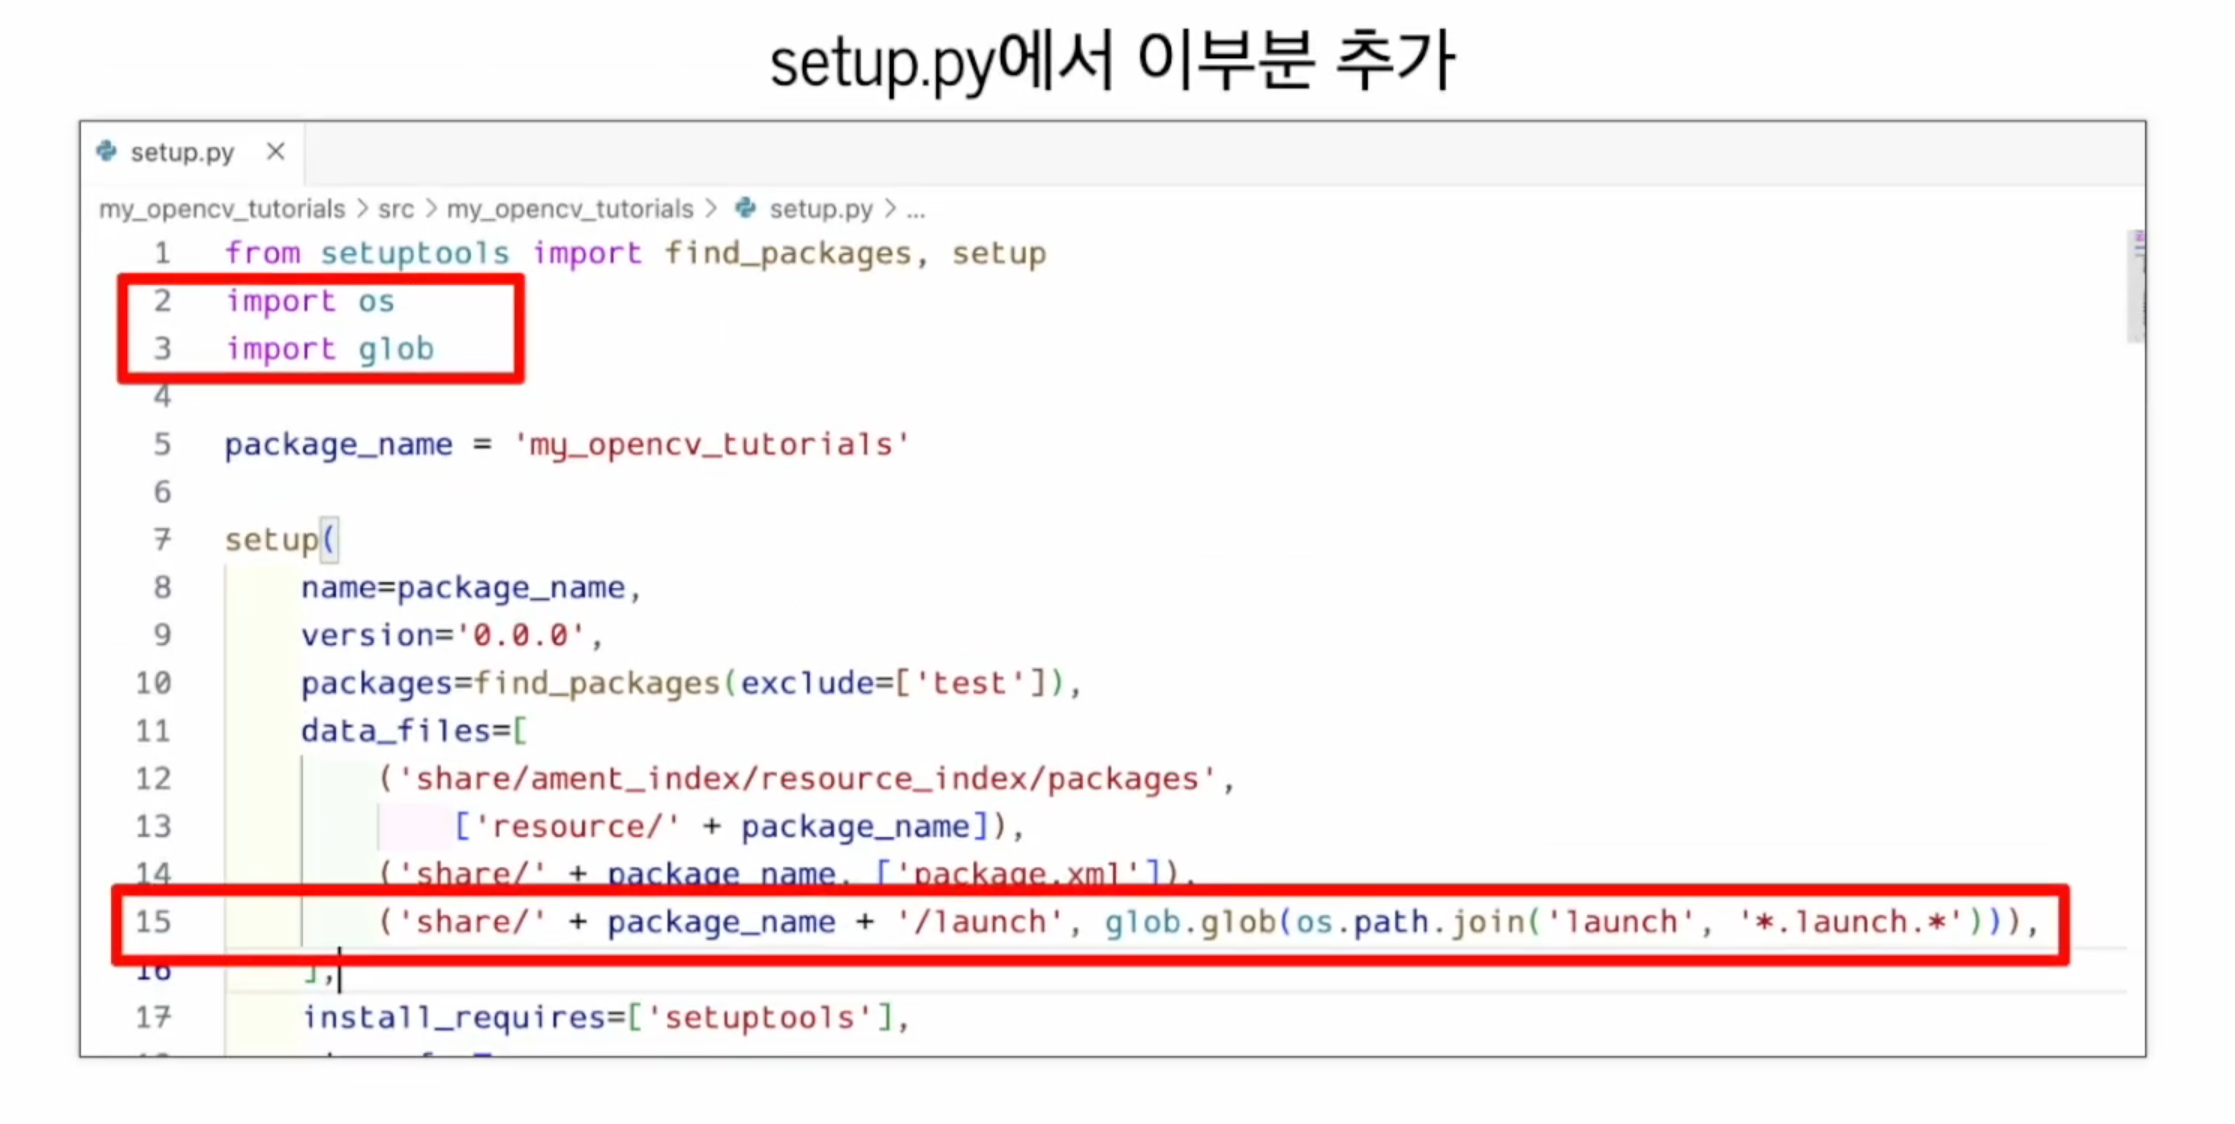 setup.py에서 이부분 추가
setup.py ×
my_opencv_tutorials > src > my_opencv_tutorials > setup.py > ...
1 from setuptools import find_packages, setup
2 import os
3 import glob
4
5 package_name = 'my_opencv_tutorials'
6
7 setup(
8 name=package_name,
9 version='0.0.0',
10 packages=find_packages(exclude=['test']),
11 data_files=[
12 ('share/ament_index/resource_index/packages',
13 ['resource/' + package_name]),
14 ('share/' + package_name, ['package.xml']),
15 ('share/' + package_name + '/launch', glob.glob(os.path.join('launch', '*.launch.*'))),
16 ],
17 install_requires=['setuptools'],